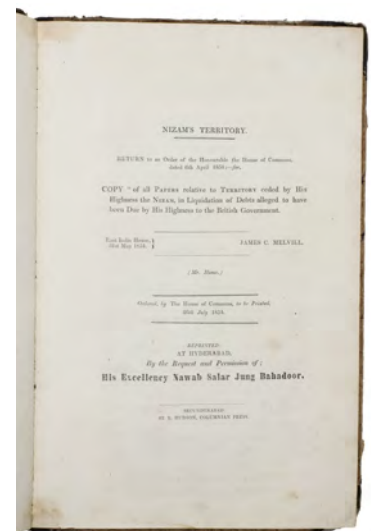 NIZAM'S TERRITORY.
RETURN to an Order of the Honourable the House of Commons,
dated 6th April 1854;—for,
COPY "of all PAPERS relative to TERRITORY ceded by His
Highness the NIZAM, in Liquidation of Debts alleged to have
been Due by His Highness to the British Government.
East India House,
JAMES C. MELVILL.
Ordered, by The House of Commons, to be Printed,
July 1854.
REPRINTED
AT HYDERABAD,
By the Request and Permission of:
His Excellency Nawab Salar Jung Bahadoor.